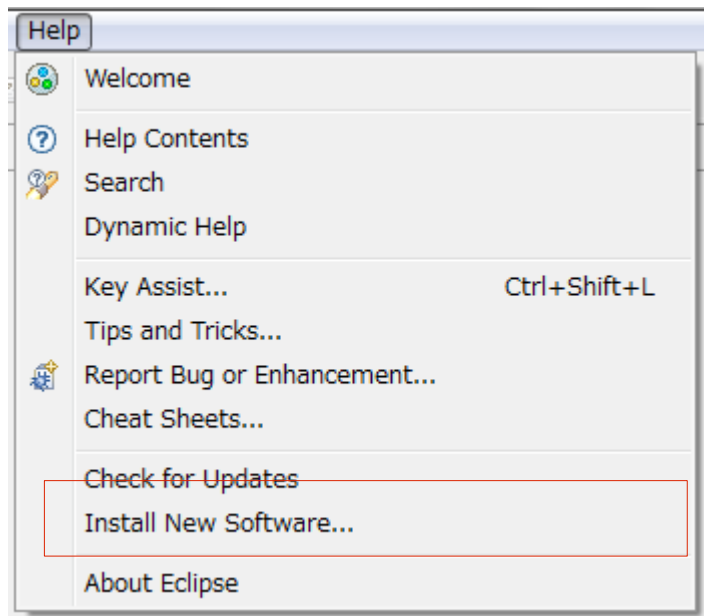 Help
Welcome
Help Contents
Search
Dynamic Help
Key Assist... Ctrl+Shift+L
Tips and Tricks...
Report Bug or Enhancement...
Cheat Sheets...
Check for Updates
Install New Software...
About Eclipse